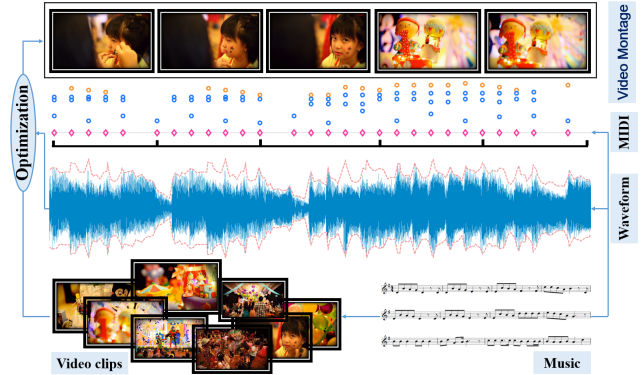 Video Montage
Optimization
MIDI
Waveform
Video clips
Music